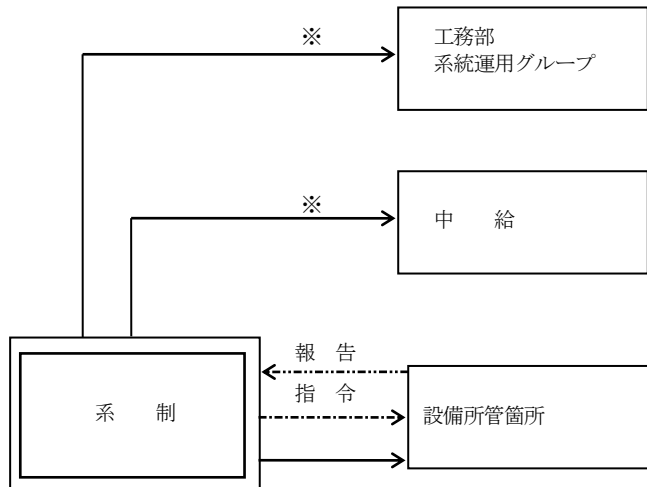 ※
工務部
系統運用グループ
※
中　　給
報　告
指　令
系　　制
設備所管箇所